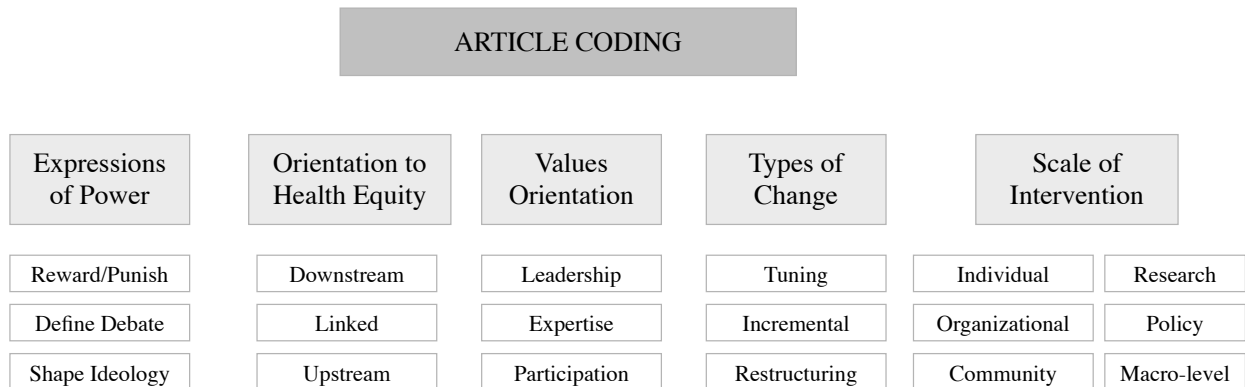 ARTICLE CODING
Expressions
of Power
Orientation to
Health Equity
Values
Orientation
Types of
Change
Scale of
Intervention
Reward/Punish
Downstream
Leadership
Tuning
Individual
Research
Define Debate
Linked
Expertise
Incremental
Organizational
Policy
Shape Ideology
Upstream
Participation
Restructuring
Community
Macro-level